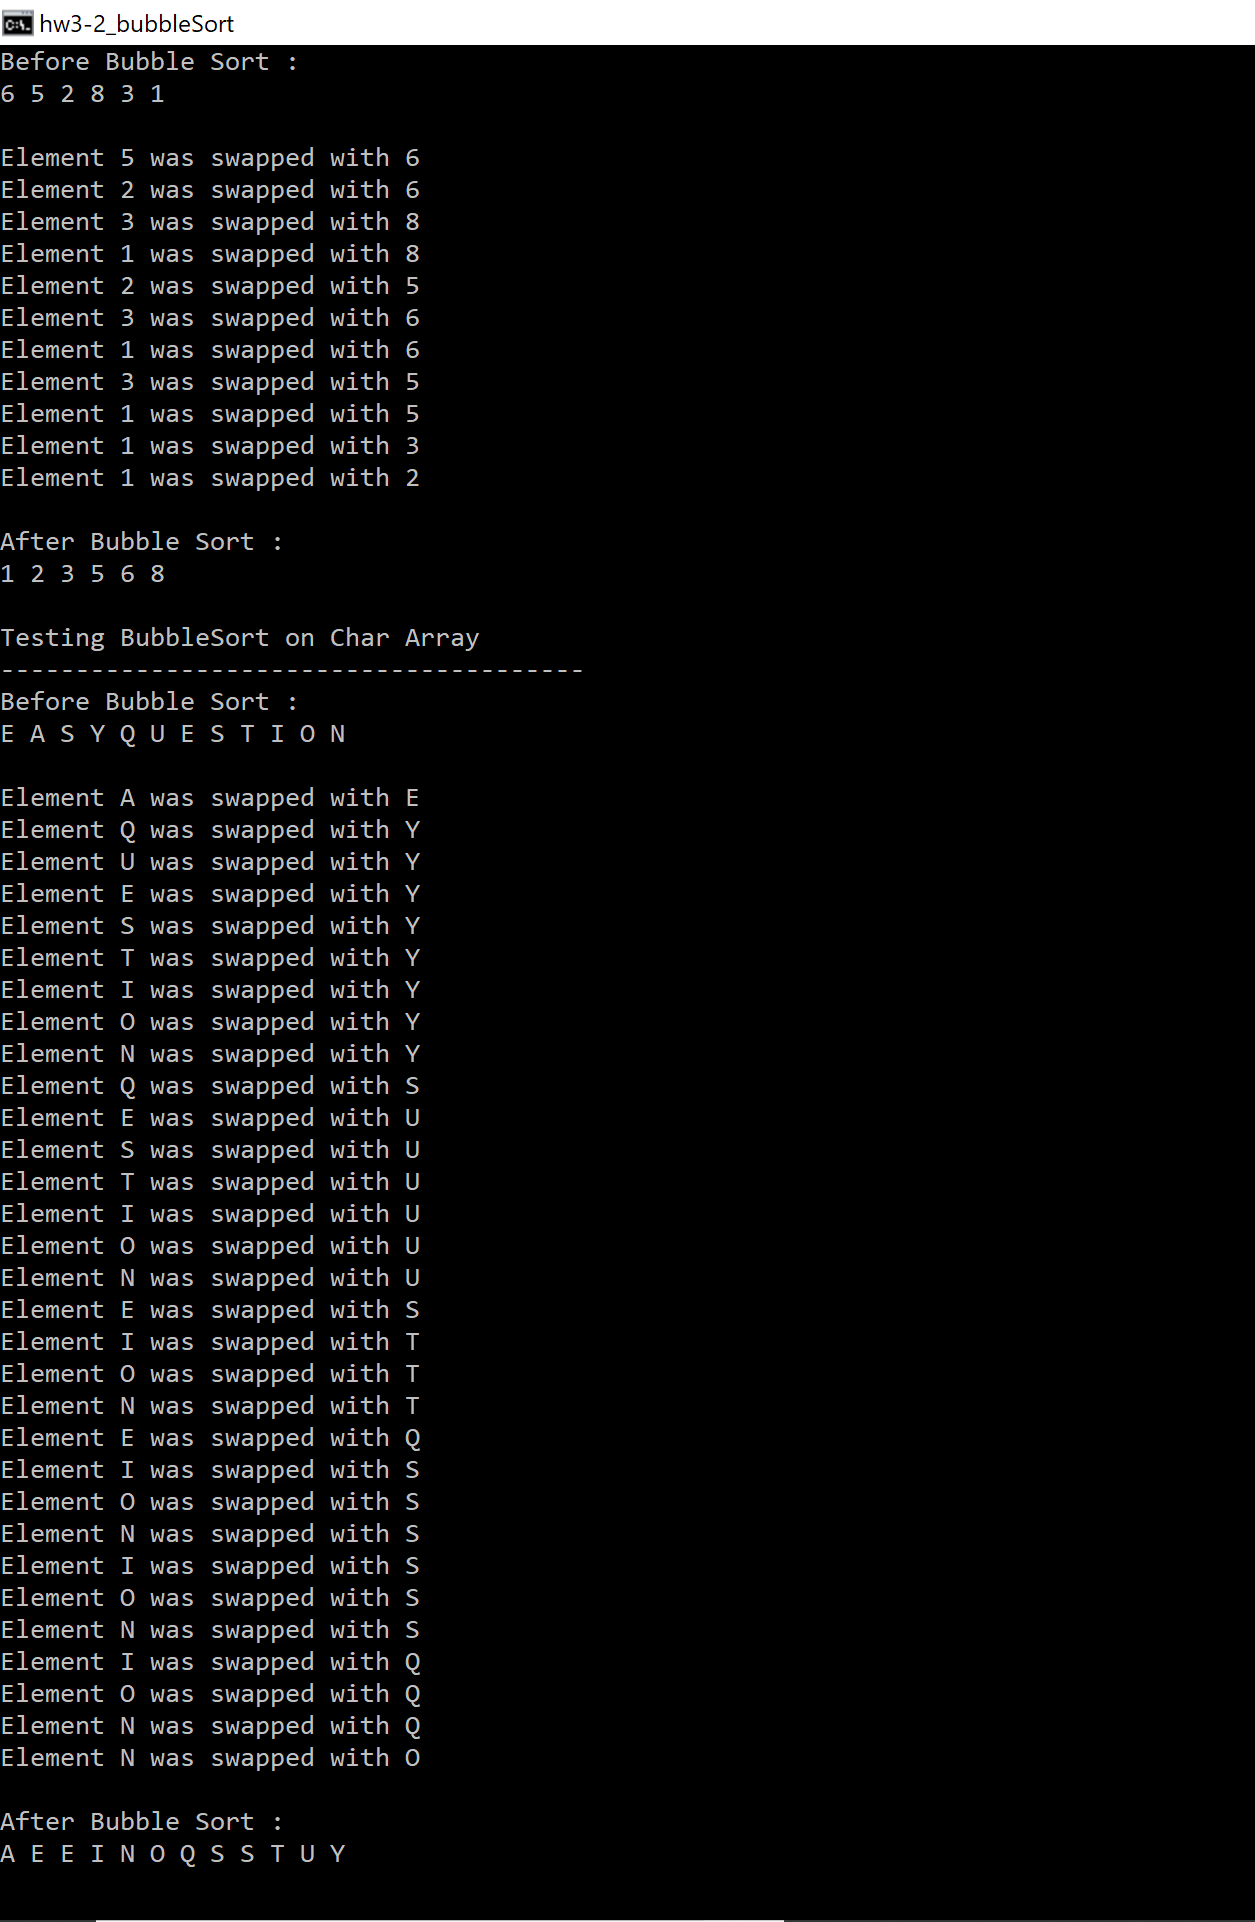 hw3-2_bubbleSort
Before Bubble Sort :
6 5 2 8 3 1
Element 5 was swapped with 6
Element 2 was swapped with 6
Element 3 was swapped with 8
Element 1 was swapped with 8
Element 2 was swapped with 5
Element 3 was swapped with 6
Element 1 was swapped with 6
Element 3 was swapped with 5
Element 1 was swapped with 5
Element 1 was swapped with 3
Element 1 was swapped with 2
After Bubble Sort :
1 2 3 5 6 8
Testing BubbleSort on Char Array
---------------------------------------
Before Bubble Sort :
E A S Y Q U E S T I O N
Element A was swapped with E
Element Q was swapped with Y
Element U was swapped with Y
Element E was swapped with Y
Element S was swapped with Y
Element T was swapped with Y
Element I was swapped with Y
Element O was swapped with Y
Element N was swapped with Y
Element Q was swapped with S
Element E was swapped with U
Element S was swapped with U
Element T was swapped with U
Element I was swapped with U
Element O was swapped with U
Element N was swapped with U
Element E was swapped with S
Element I was swapped with T
Element O was swapped with T
Element N was swapped with T
Element E was swapped with Q
Element I was swapped with S
Element O was swapped with S
Element N was swapped with S
Element I was swapped with S
Element O was swapped with S
Element N was swapped with S
Element I was swapped with Q
Element O was swapped with Q
Element N was swapped with Q
Element N was swapped with O
After Bubble Sort :
A E E I N O Q S S T U Y